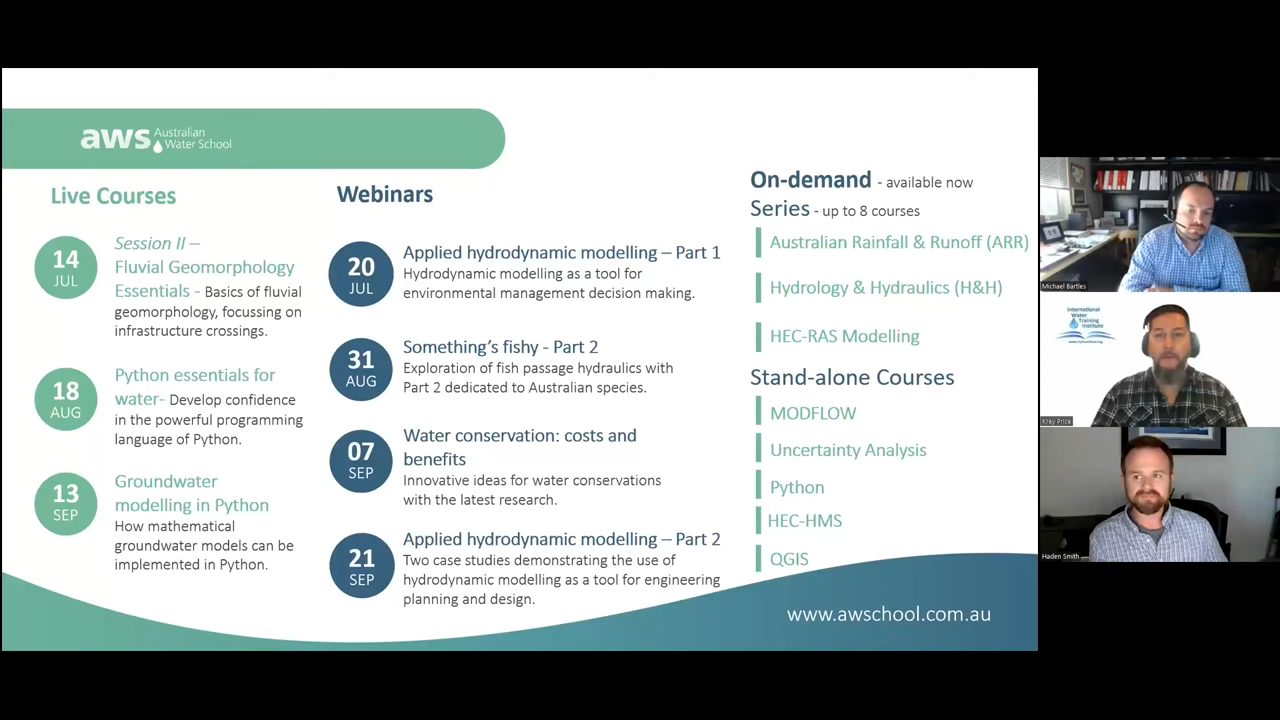 aws Australian
Water School
Live Courses
14
JUL
Session II –
Fluvial Geomorphology
Essentials - Basics of fluvial
geomorphology, focussing on
infrastructure crossings.
18
AUG
Python essentials for
water- Develop confidence
in the powerful programming
language of Python.
13
SEP
Groundwater
modelling in Python
How mathematical
groundwater models can be
implemented in Python.
Webinars
20
JUL
Applied hydrodynamic modelling – Part 1
Hydrodynamic modelling as a tool for
environmental management decision making.
31
AUG
Something's fishy - Part 2
Exploration of fish passage hydraulics with
Part 2 dedicated to Australian species.
07
SEP
Water conservation: costs and
benefits
Innovative ideas for water conservations
with the latest research.
21
SEP
Applied hydrodynamic modelling – Part 2
Two case studies demonstrating the use of
hydrodynamic modelling as a tool for engineering
planning and design.
On-demand - available now
Series - up to 8 courses
Australian Rainfall & Runoff (ARR)
Hydrology & Hydraulics (H&H)
HEC-RAS Modelling
Stand-alone Courses
MODFLOW
Uncertainty Analysis
Python
HEC-HMS
QGIS
www.awschool.com.au
Michael Bartles
International
Water
Training
Institute
Krey Price
Haden Smith